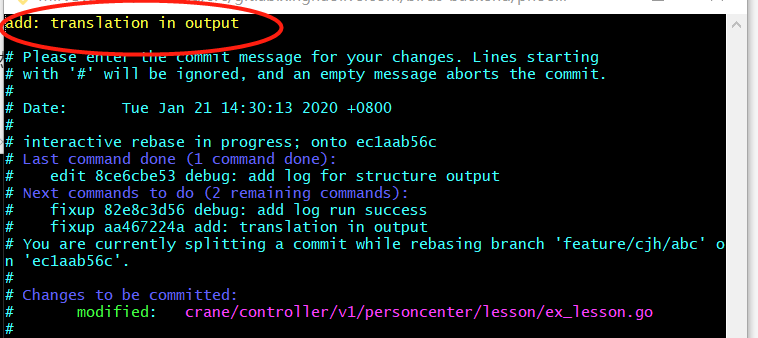 add: translation in output
# Please enter the commit message for your changes. Lines starting
# with '#' will be ignored, and an empty message aborts the commit.
#
# Date:      Tue Jan 21 14:30:13 2020 +0800
#
# interactive rebase in progress; onto ec1aab56c
# Last command done (1 command done):
#    edit 8ce6cbe53 debug: add log for structure output
# Next commands to do (2 remaining commands):
#    fixup 82e8c3d56 debug: add log run success
#    fixup aa467224a add: translation in output
# You are currently splitting a commit while rebasing branch 'feature/cjh/abc' o
n 'ec1aab56c'.
#
# Changes to be committed:
#       modified:   crane/controller/v1/personcenter/lesson/ex_lesson.go
#